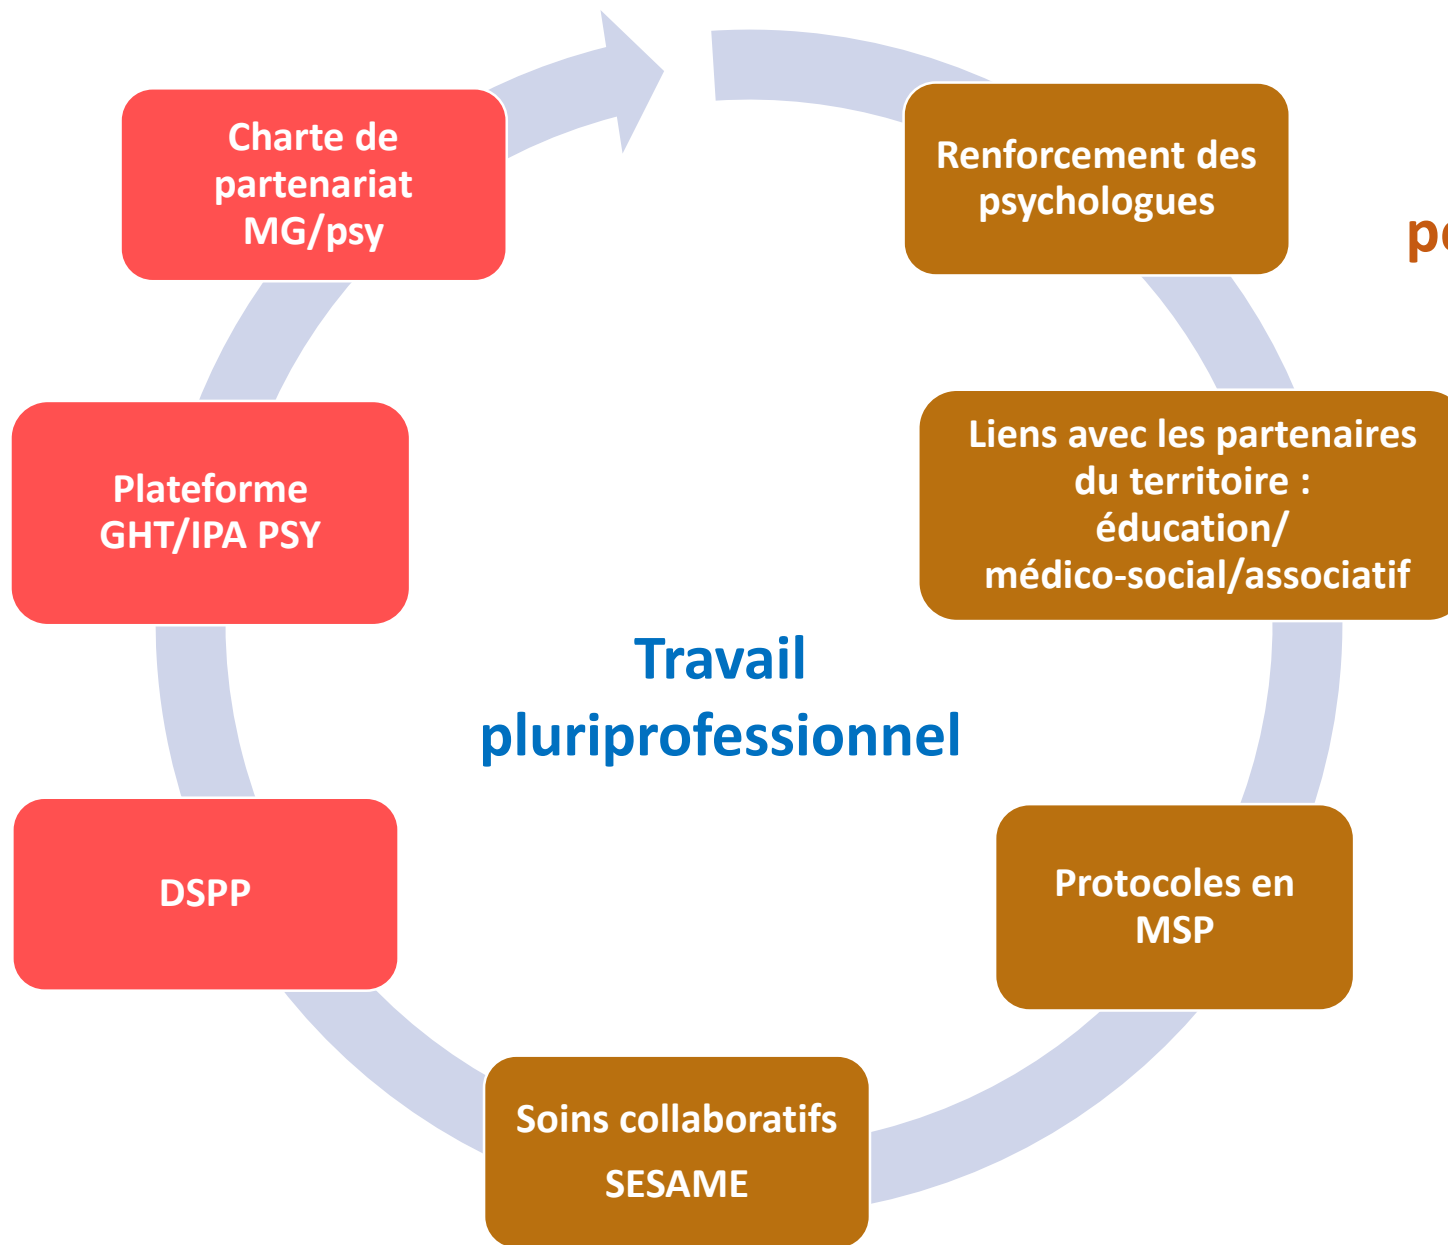 Charte de
partenariat
MG/psy
Renforcement des
psychologues
Plateforme
GHT/IPA PSY
Liens avec les partenaires
du territoire :
éducation/
médico-social/associatif
Travail
pluriprofessionnel
DSPP
Protocoles en
MSP
Soins collaboratifs
SESAME